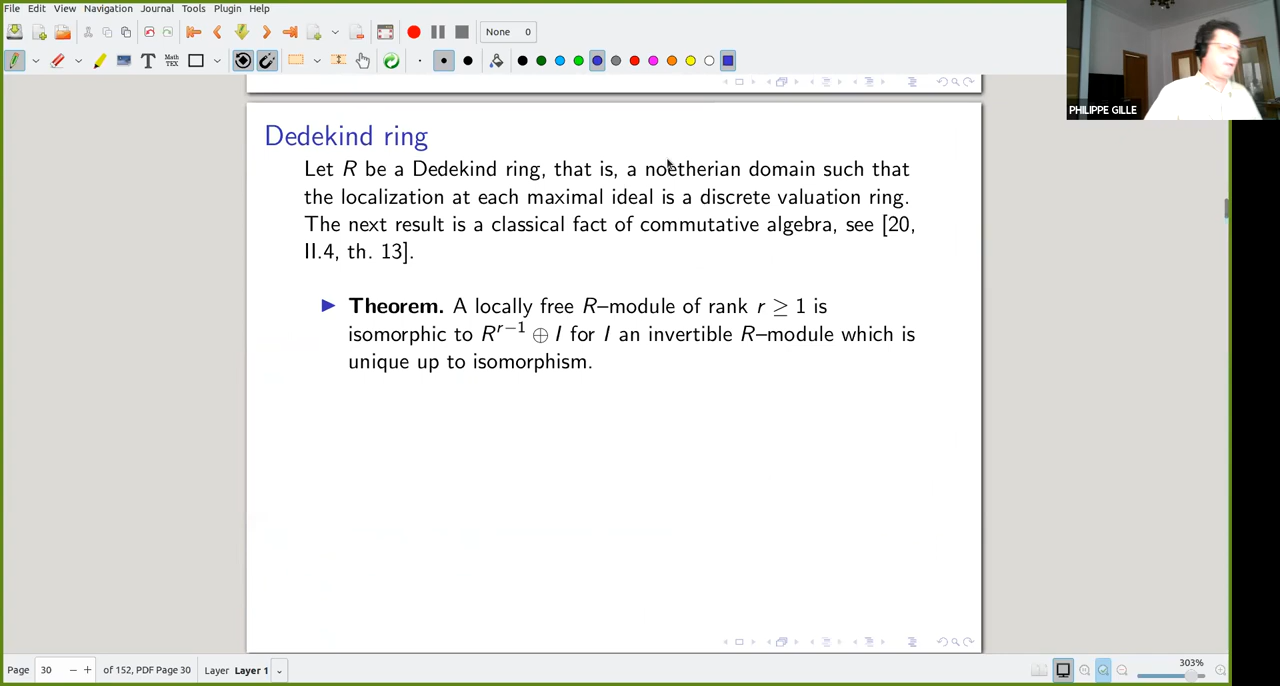 File Edit View Navigation Journal Tools Plugin Help
None 0
T Math TEX
PHILIPPE GILLE
Dedekind ring
Let R be a Dedekind ring, that is, a noetherian domain such that
the localization at each maximal ideal is a discrete valuation ring.
The next result is a classical fact of commutative algebra, see [20,
II.4, th. 13].
▶ Theorem. A locally free R–module of rank r ≥ 1 is
isomorphic to R^{r−1} ⊕ I for I an invertible R–module which is
unique up to isomorphism.
Page 30 − + of 152, PDF Page 30 Layer Layer 1 303%